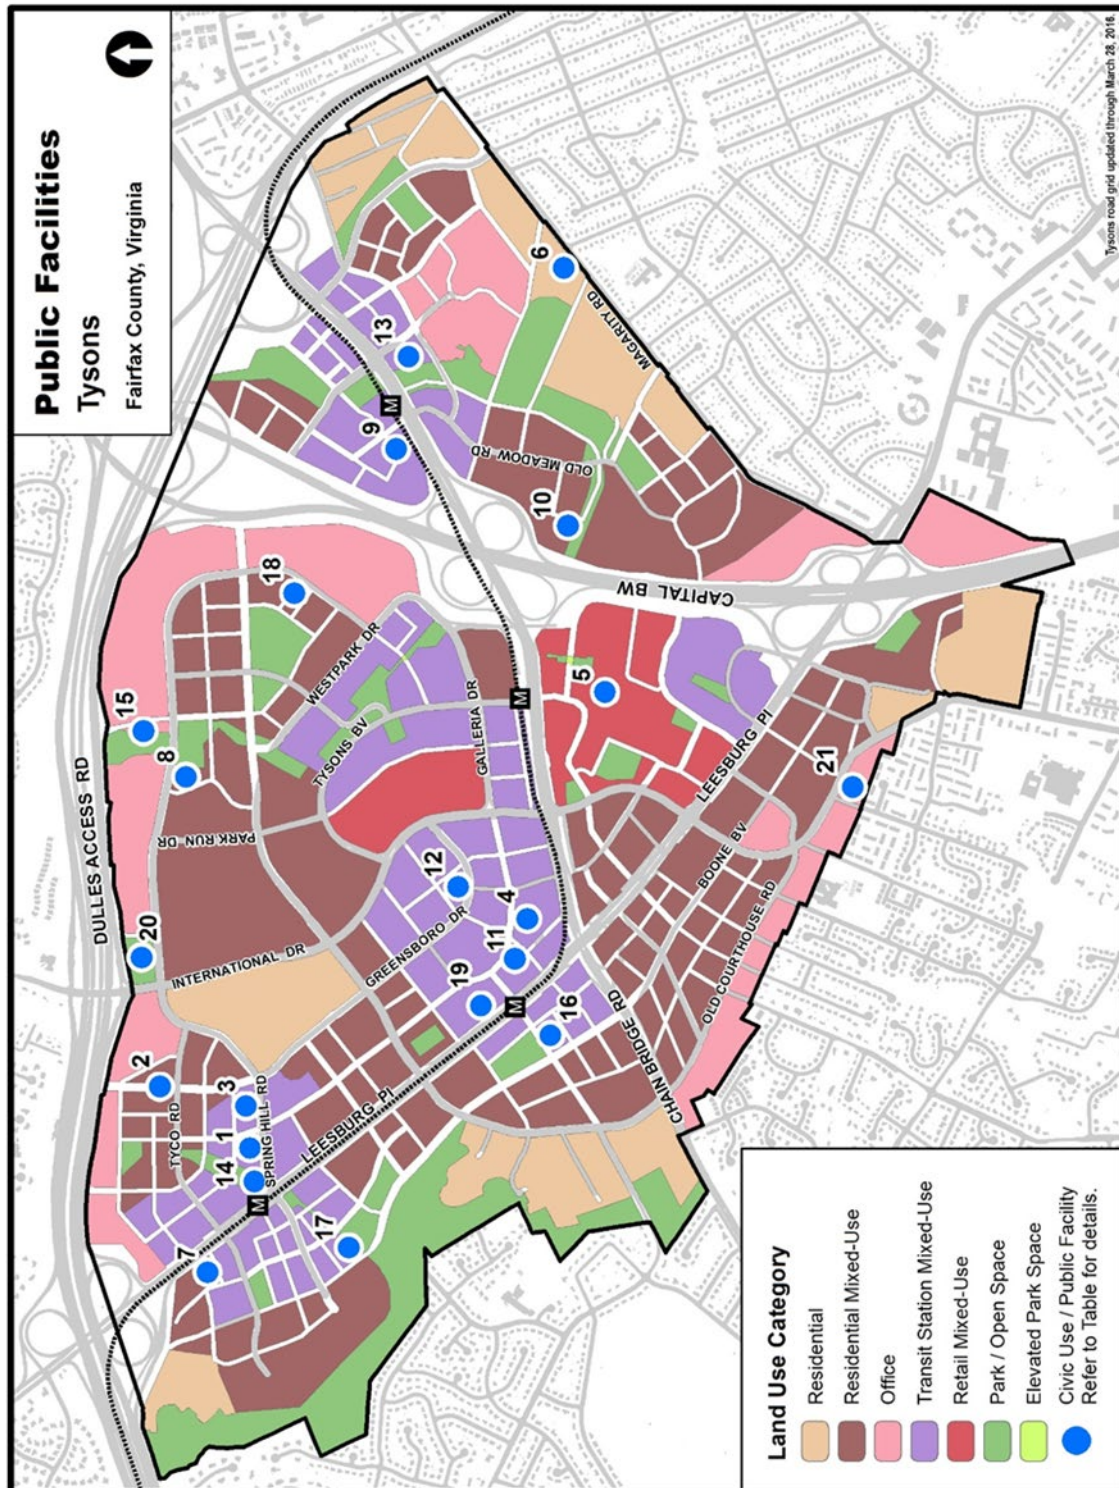 Public Facilities
Tysons
Fairfax County, Virginia
DULLES ACCESS RD
15
8
18
20
2
3
1
14
7
17
9
13
6
10
5
12
4
11
19
16
21
PARK RUN DR
INTERNATIONAL DR
TYCO RD
SPRING HILL RD
LEESBURG PI
GREENSBORO DR
WESTPARK DR
TYSONS BV
GALLERIA DR
OLD MEADOW RD
MAGARITY RD
CAPITAL BW
LEESBURG PI
BOONE BV
OLD COURTHOUSE RD
CHAIN BRIDGE RD
M
M
M
M
Land Use Category
Residential
Residential Mixed-Use
Office
Transit Station Mixed-Use
Retail Mixed-Use
Park / Open Space
Elevated Park Space
Civic Use / Public Facility
Refer to Table for details.
Tysons road grid updated through March 28, 2016.